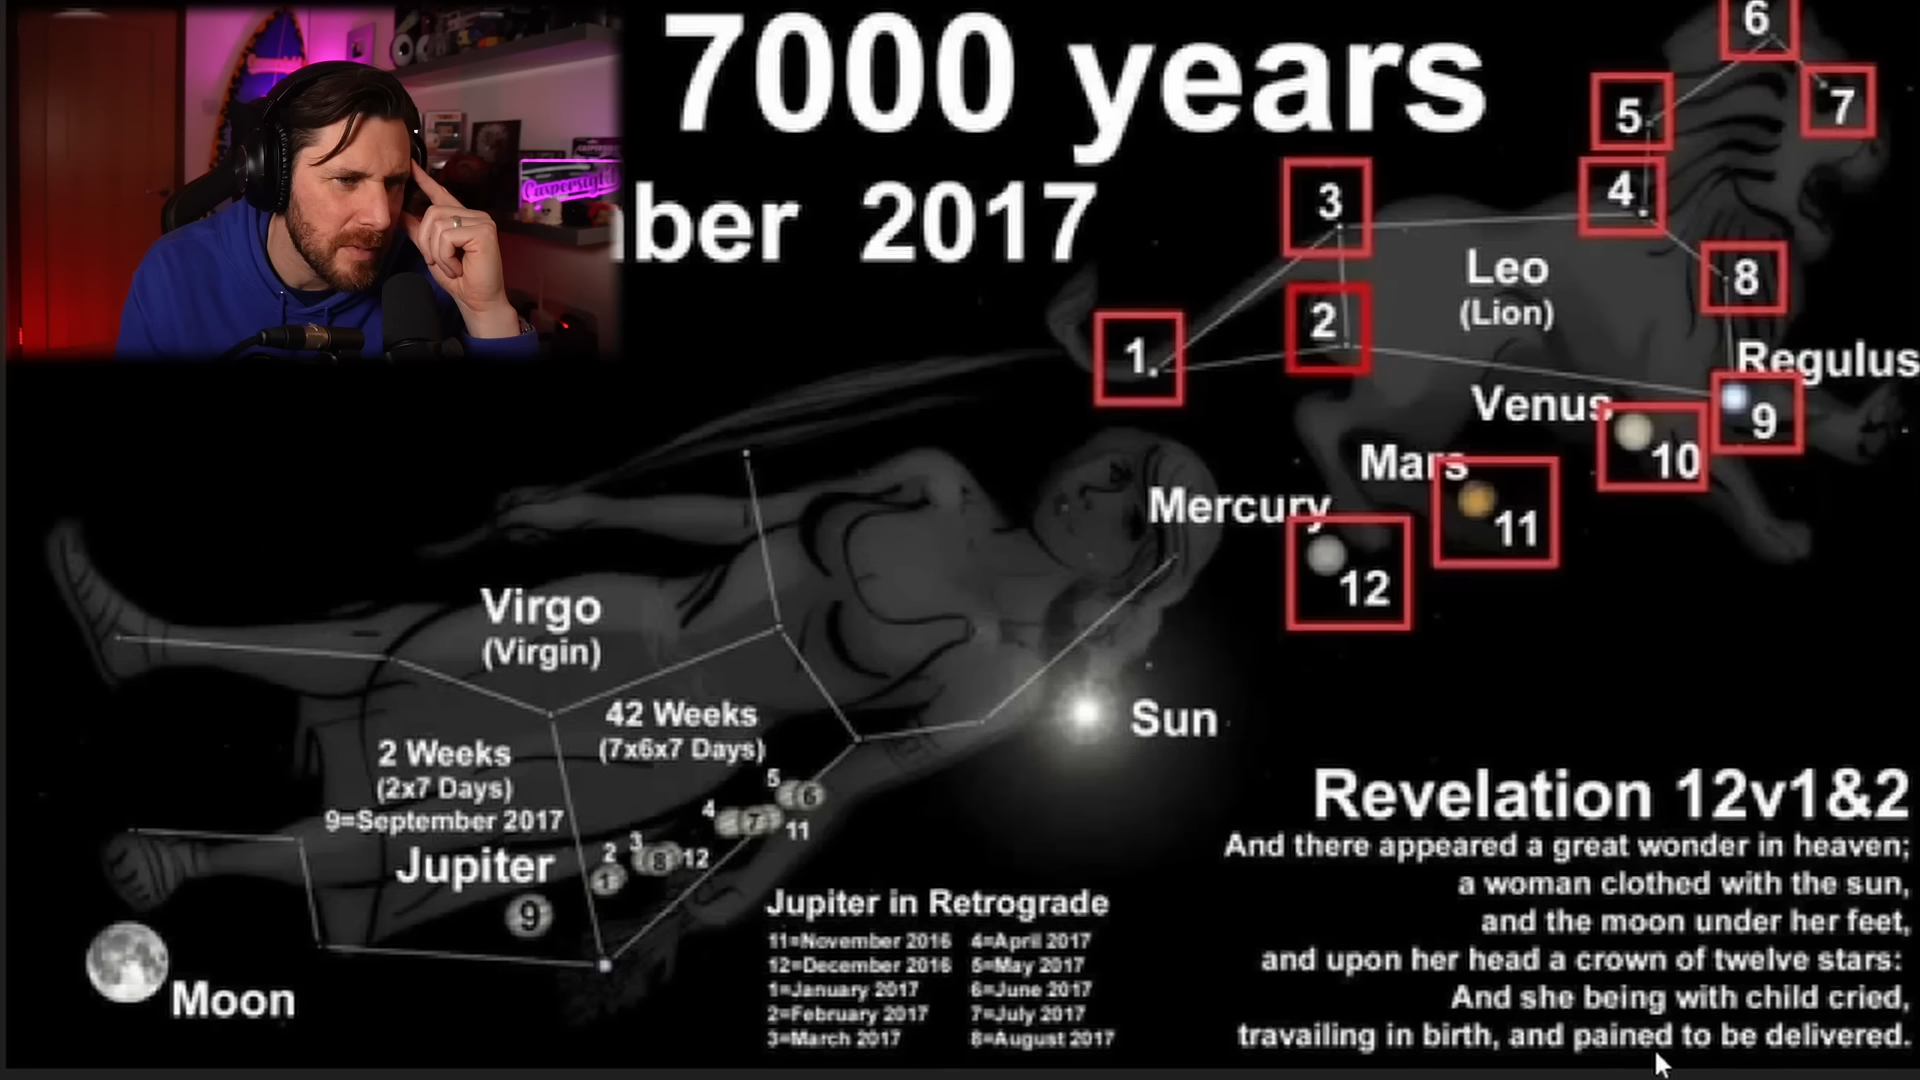 7000 years
ber 2017
Caspersight
6
7
5
4
3
8
2
1
9
10
11
12
Leo
(Lion)
Regulus
Venus
Mars
Mercury
Virgo
(Virgin)
42 Weeks
(7x6x7 Days)
2 Weeks
(2x7 Days)
9=September 2017
Sun
Jupiter
5
6
4
7
11
3
2
8
12
1
9
Moon
Jupiter in Retrograde
11=November 2016 4=April 2017
12=December 2016 5=May 2017
1=January 2017 6=June 2017
2=February 2017 7=July 2017
3=March 2017 8=August 2017
Revelation 12v1&2
And there appeared a great wonder in heaven;
a woman clothed with the sun,
and the moon under her feet,
and upon her head a crown of twelve stars:
And she being with child cried,
travailing in birth, and pained to be delivered.